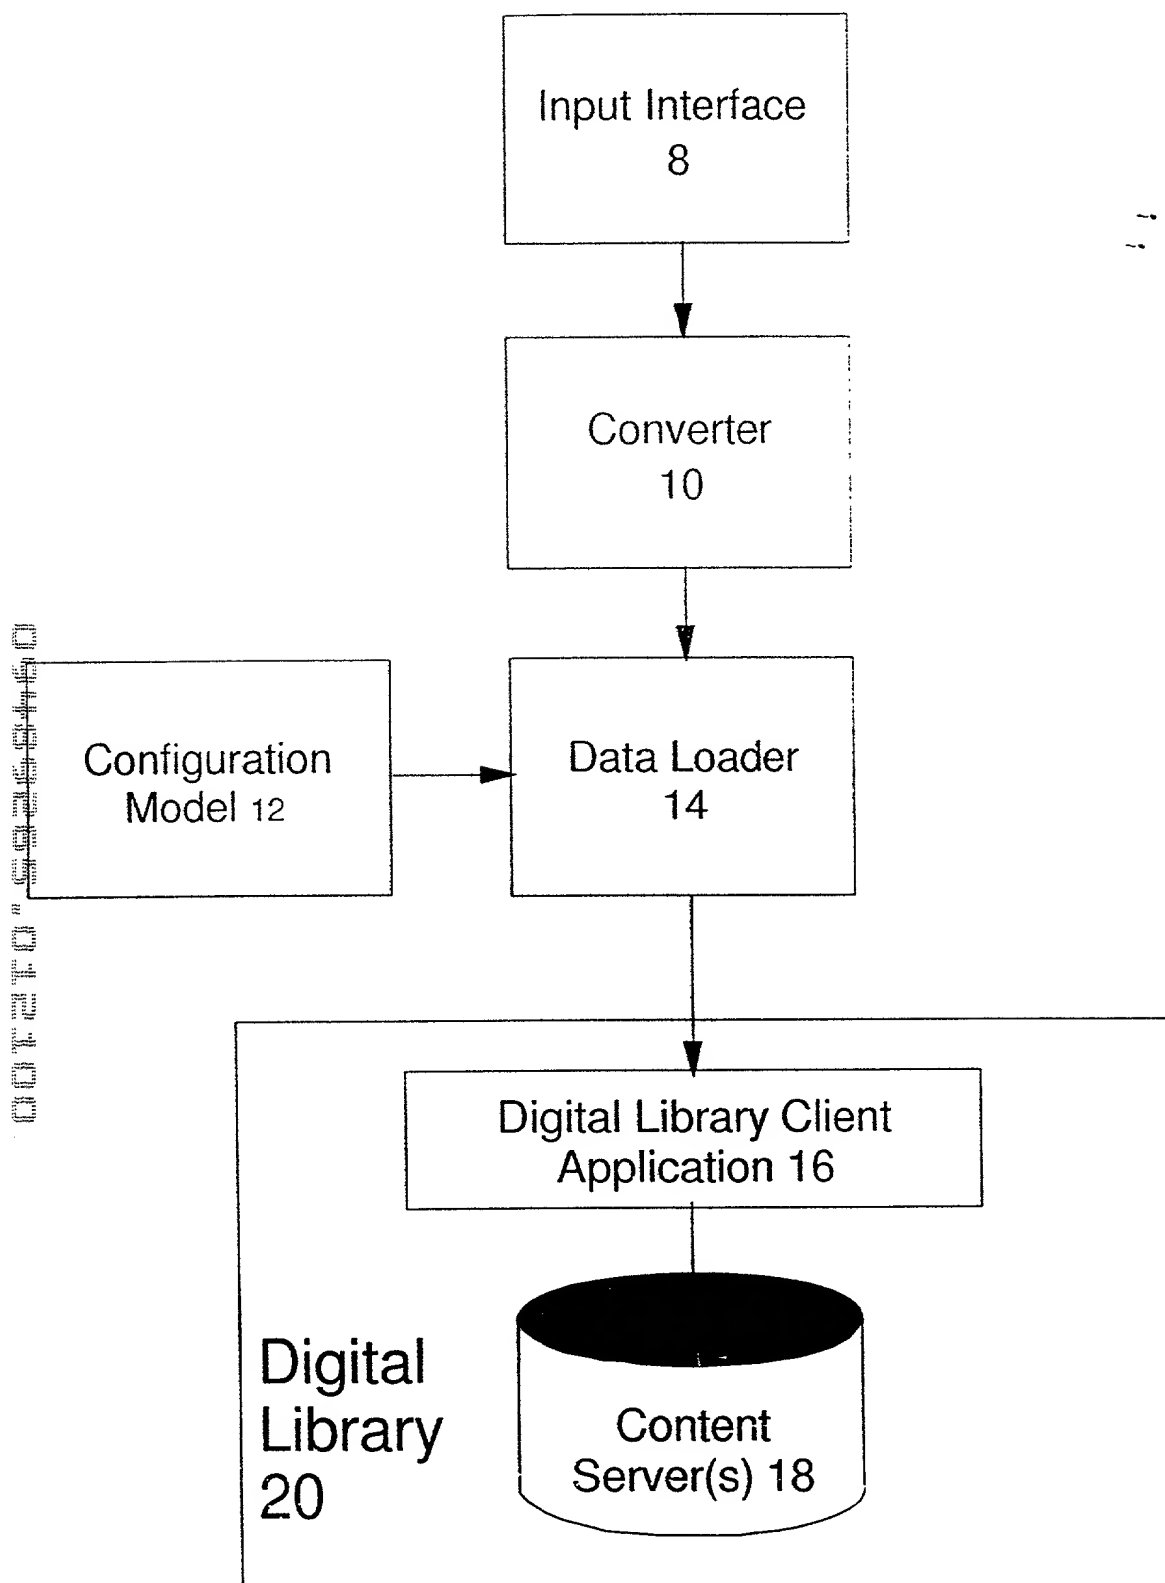 Input Interface
8
Converter
10
Configuration
Model 12
Data Loader
14
Digital Library Client
Application 16
Digital
Library
20
Content
Server(s) 18